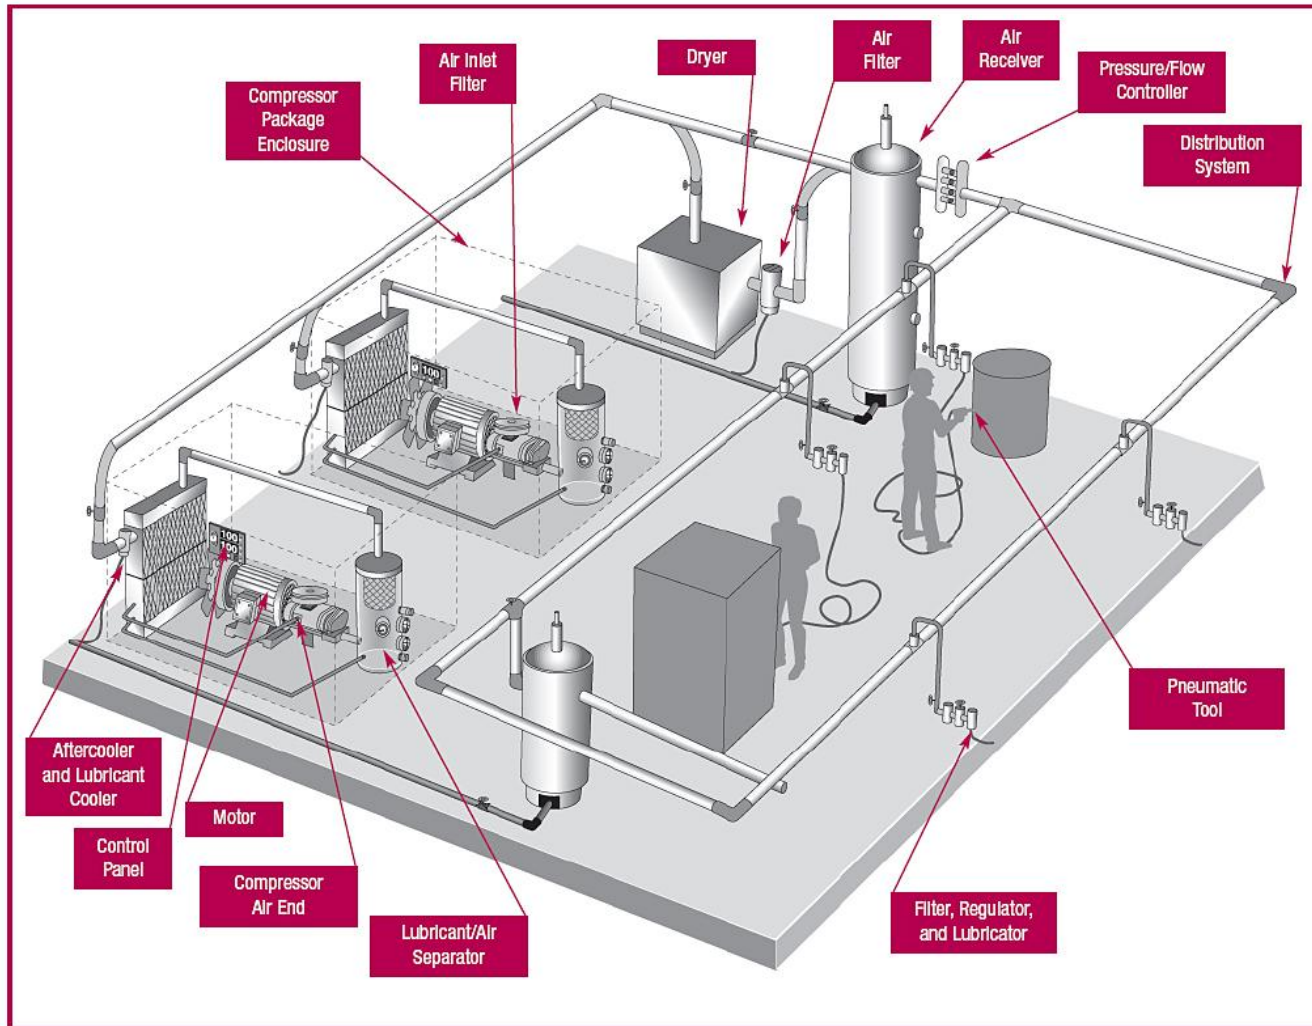 Air Inlet
Filter
Dryer
Air
Filter
Air
Receiver
Pressure/Flow
Controller
Compressor
Package
Enclosure
Distribution
System
100
100
100
Pneumatic
Tool
Aftercooler
and Lubricant
Cooler
Motor
Control
Panel
Compressor
Air End
Lubricant/Air
Separator
Filter, Regulator,
and Lubricator